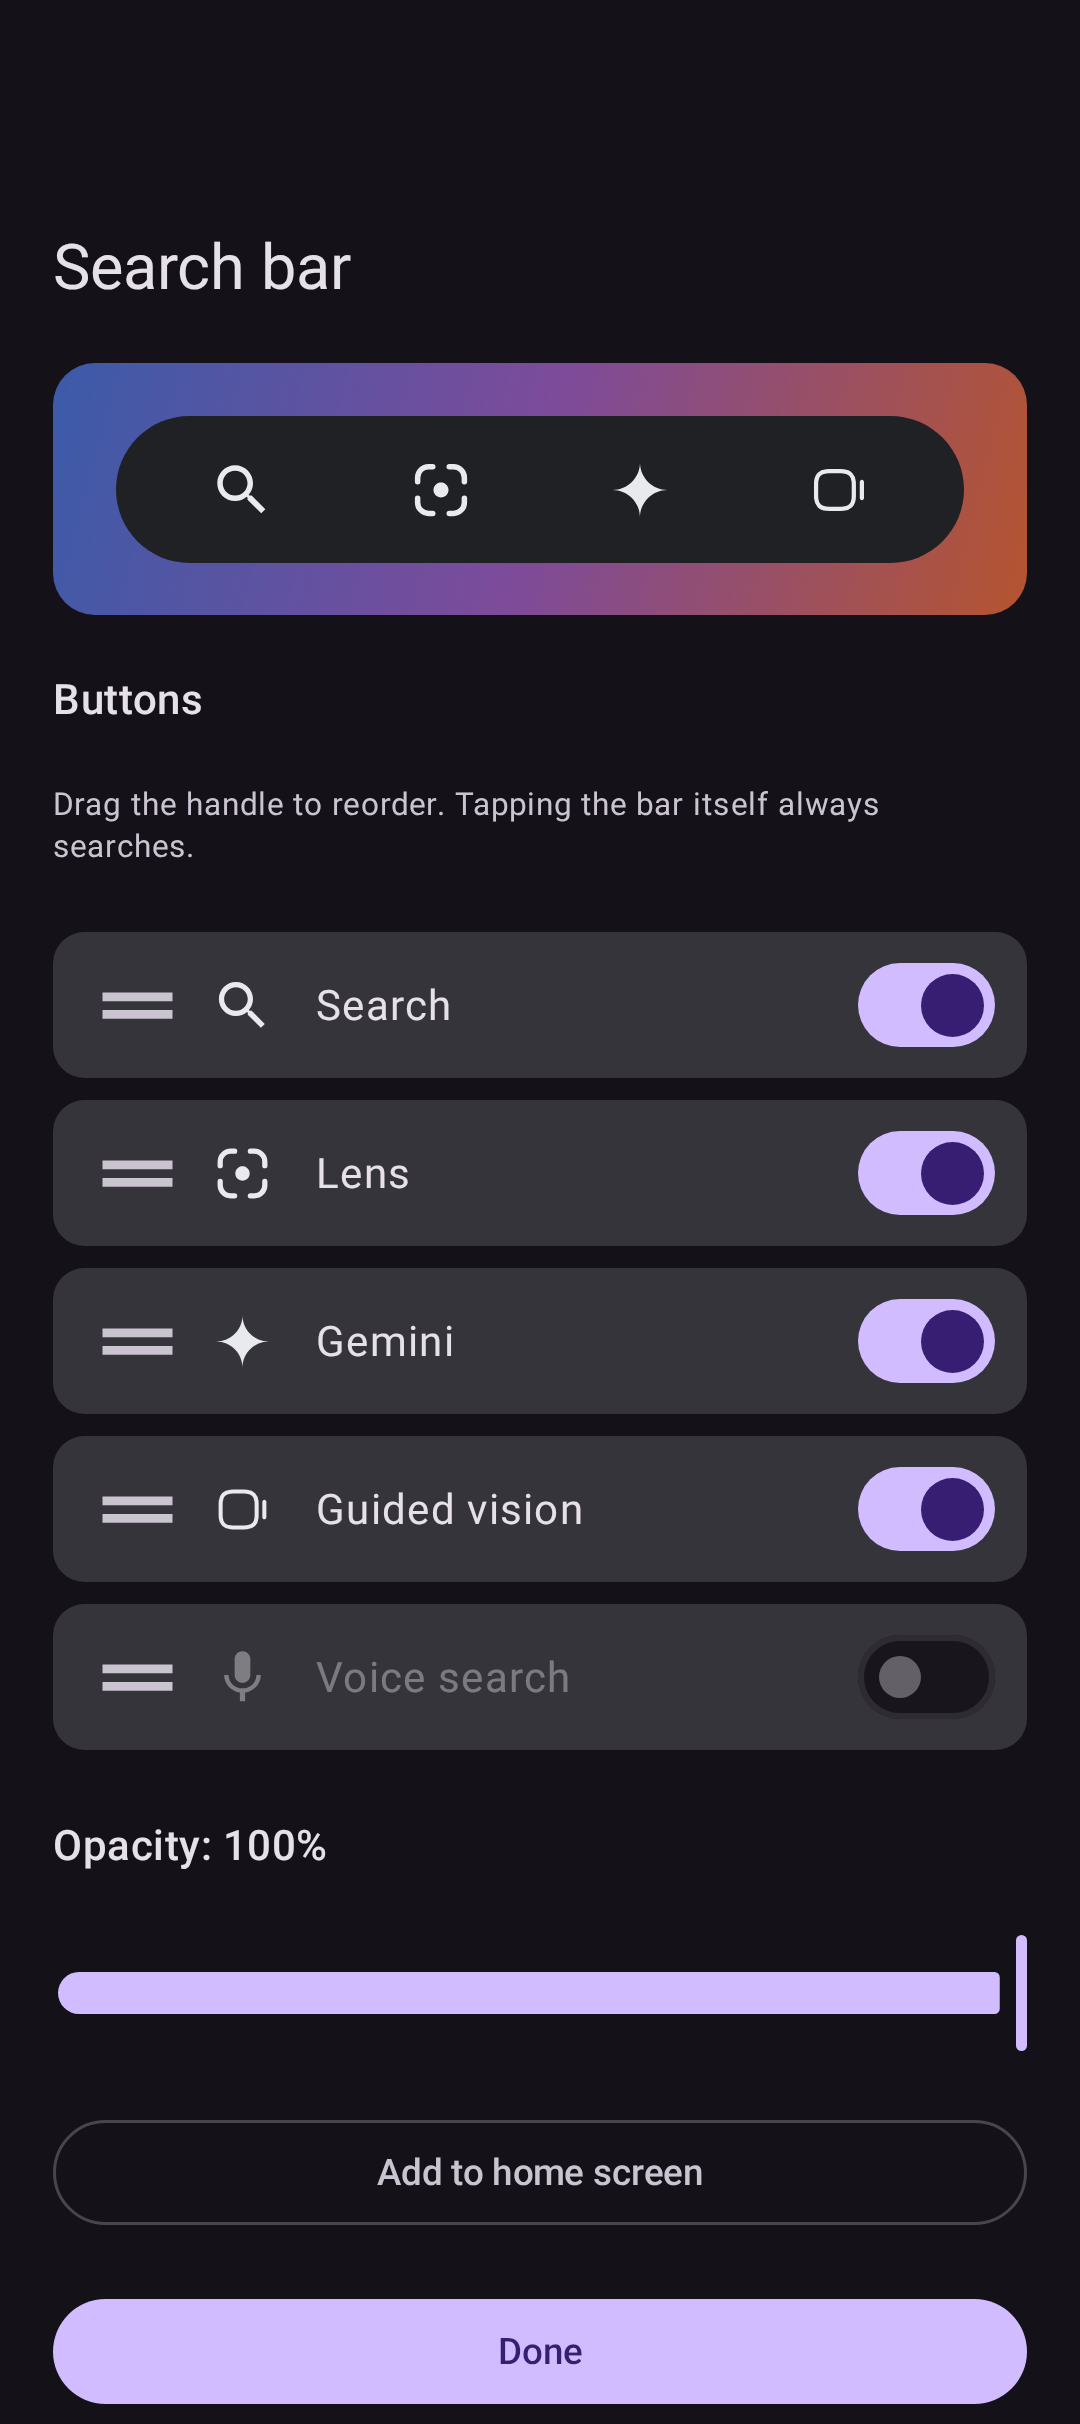 Search bar
Buttons
Drag the handle to reorder. Tapping the bar itself always
searches.
Search
Lens
Gemini
Guided vision
Voice search
Opacity: 100%
Add to home screen
Done